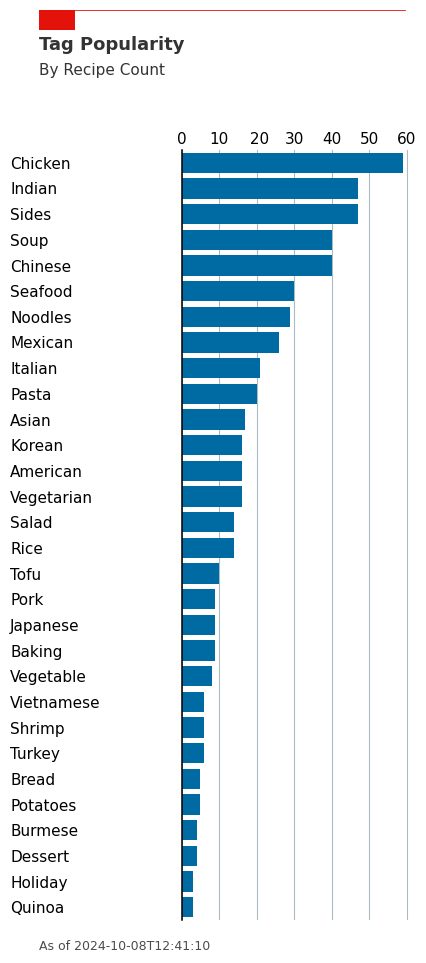 Tag Popularity
By Recipe Count
0 10 20 30 40 50 60
Chicken
Indian
Sides
Soup
Chinese
Seafood
Noodles
Mexican
Italian
Pasta
Asian
Korean
American
Vegetarian
Salad
Rice
Tofu
Pork
Japanese
Baking
Vegetable
Vietnamese
Shrimp
Turkey
Bread
Potatoes
Burmese
Dessert
Holiday
Quinoa
As of 2024-10-08T12:41:10